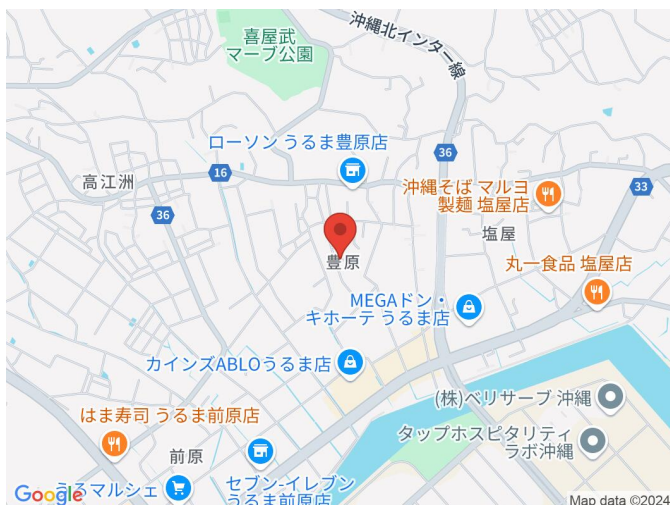 喜屋武
マーブ公園
沖縄北インター線
ローソン うるま豊原店
36
16
高江洲
36
沖縄そば マルヨ
製麺 塩屋店
33
塩屋
豊原
丸一食品 塩屋店
MEGAドン・
キホーテ うるま店
カインズABLOうるま店
(株)ベリサーブ 沖縄
はま寿司 うるま前原店
タップホスピタリティ
ラボ沖縄
前原
セブン-イレブン
うるま前原店
うるマルシェ
Google
Map data ©2024